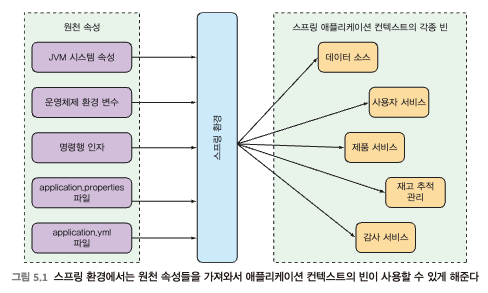 원천 속성
JVM 시스템 속성
운영체제 환경 변수
명령행 인자
application.properties
파일
application.yml
파일
스프링 환경
스프링 애플리케이션 컨텍스트의 각종 빈
데이터 소스
사용자 서비스
제품 서비스
재고 추적
관리
감사 서비스
그림 5.1 스프링 환경에서는 원천 속성들을 가져와서 애플리케이션 컨텍스트의 빈이 사용할 수 있게 해준다